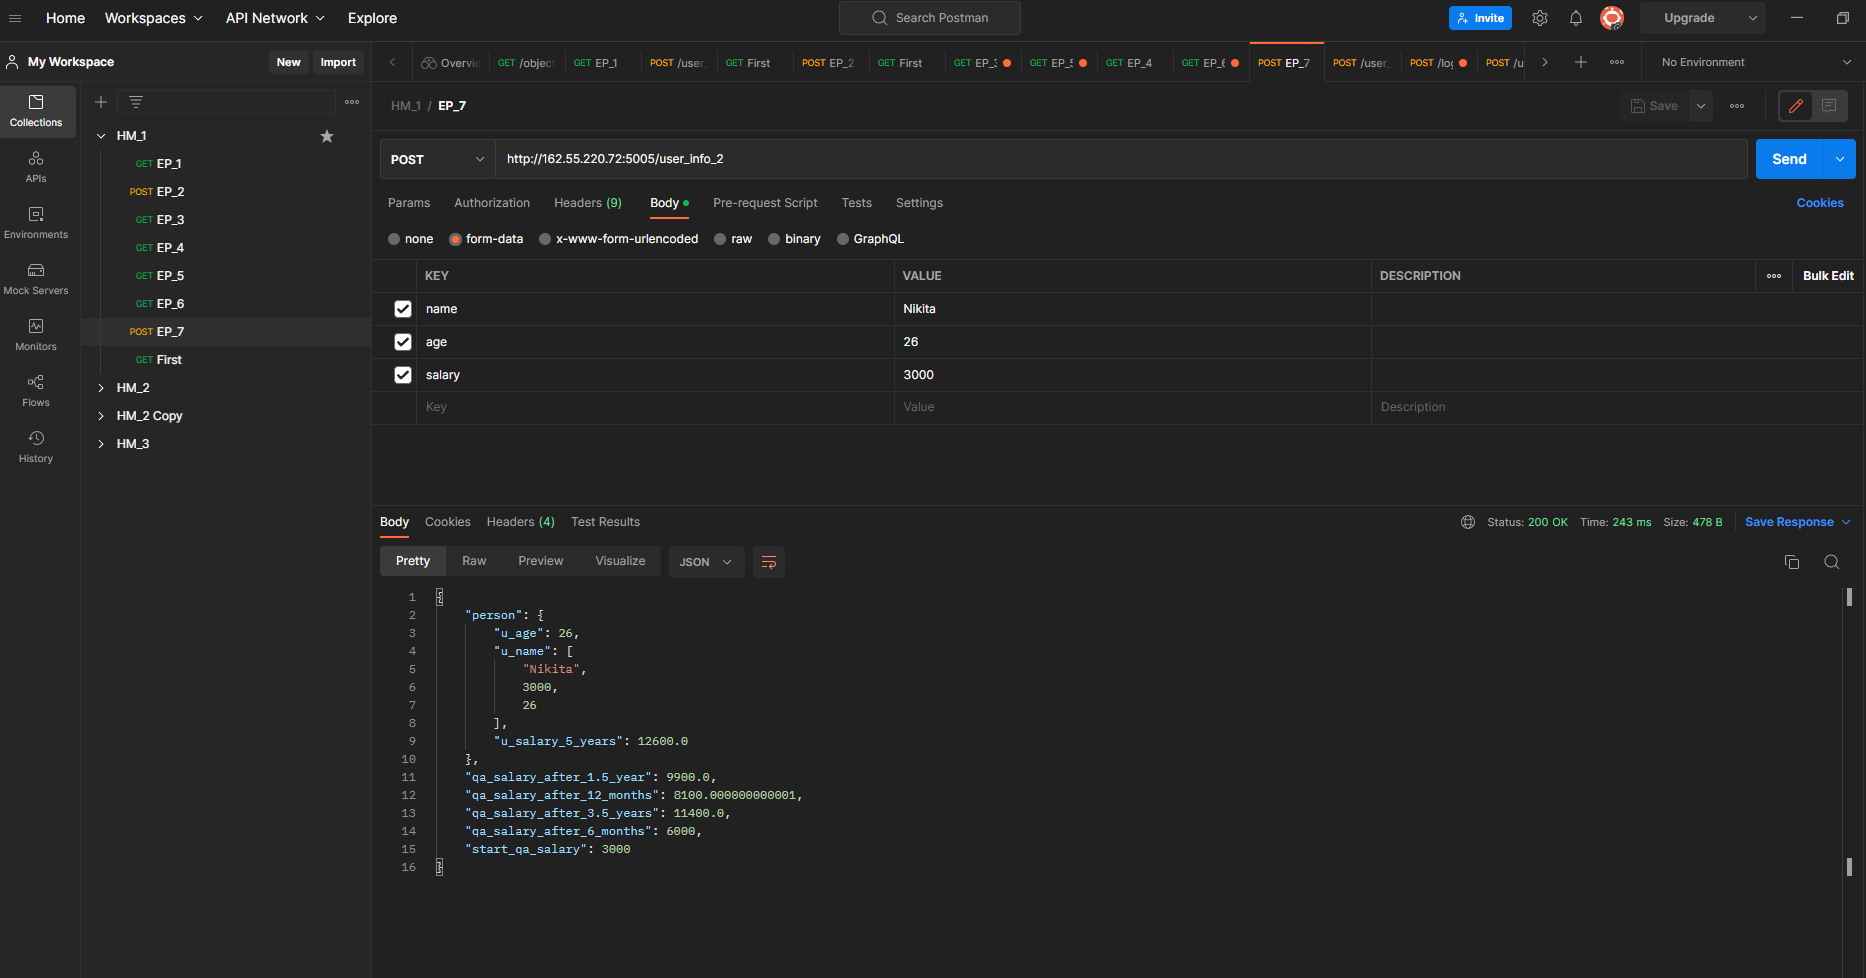 Home Workspaces API Network Explore Search Postman Invite Upgrade
My Workspace New Import
Overvie GET /object GET EP_1 POST /user_ GET First POST EP_2 GET First GET EP_3 GET EP_5 GET EP_4 GET EP_6 POST EP_7 POST /user_ POST /log POST /u No Environment
Collections
APIs
Environments
Mock Servers
Monitors
Flows
History
HM_1
GET EP_1
POST EP_2
GET EP_3
GET EP_4
GET EP_5
GET EP_6
POST EP_7
GET First
HM_2
HM_2 Copy
HM_3
HM_1 / EP_7 Save
POST http://162.55.220.72:5005/user_info_2 Send
Params Authorization Headers (9) Body Pre-request Script Tests Settings Cookies
none form-data x-www-form-urlencoded raw binary GraphQL
KEY VALUE DESCRIPTION Bulk Edit
name Nikita
age 26
salary 3000
Key Value Description
Body Cookies Headers (4) Test Results Status: 200 OK Time: 243 ms Size: 478 B Save Response
Pretty Raw Preview Visualize JSON
1 {
2 "person": {
3 "u_age": 26,
4 "u_name": [
5 "Nikita",
6 3000,
7 26
8 ],
9 "u_salary_5_years": 12600.0
10 },
11 "qa_salary_after_1.5_year": 9900.0,
12 "qa_salary_after_12_months": 8100.000000000001,
13 "qa_salary_after_3.5_years": 11400.0,
14 "qa_salary_after_6_months": 6000,
15 "start_qa_salary": 3000
16 }